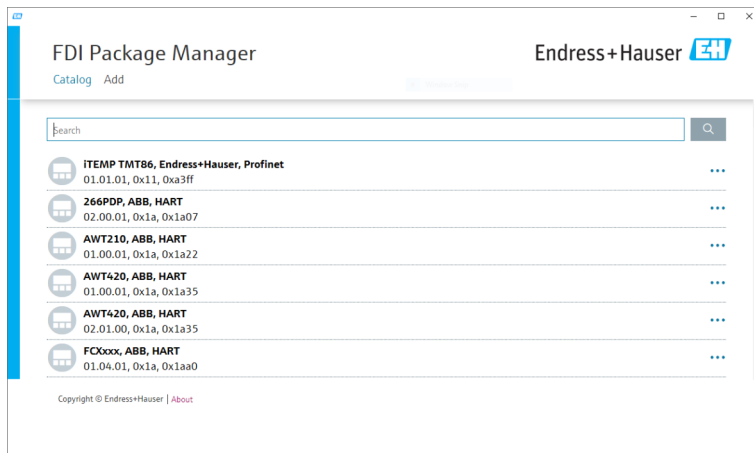 EH
FDI Package Manager
Endress+Hauser EH
Catalog Add
Search
iTEMP TMT86, Endress+Hauser, Profinet
01.01.01, 0x11, 0xa3ff
266PDP, ABB, HART
02.00.01, 0x1a, 0x1a07
AWT210, ABB, HART
01.00.01, 0x1a, 0x1a22
AWT420, ABB, HART
01.00.01, 0x1a, 0x1a35
AWT420, ABB, HART
02.01.00, 0x1a, 0x1a35
FCXxxx, ABB, HART
01.04.01, 0x1a, 0x1aa0
Copyright © Endress+Hauser | About